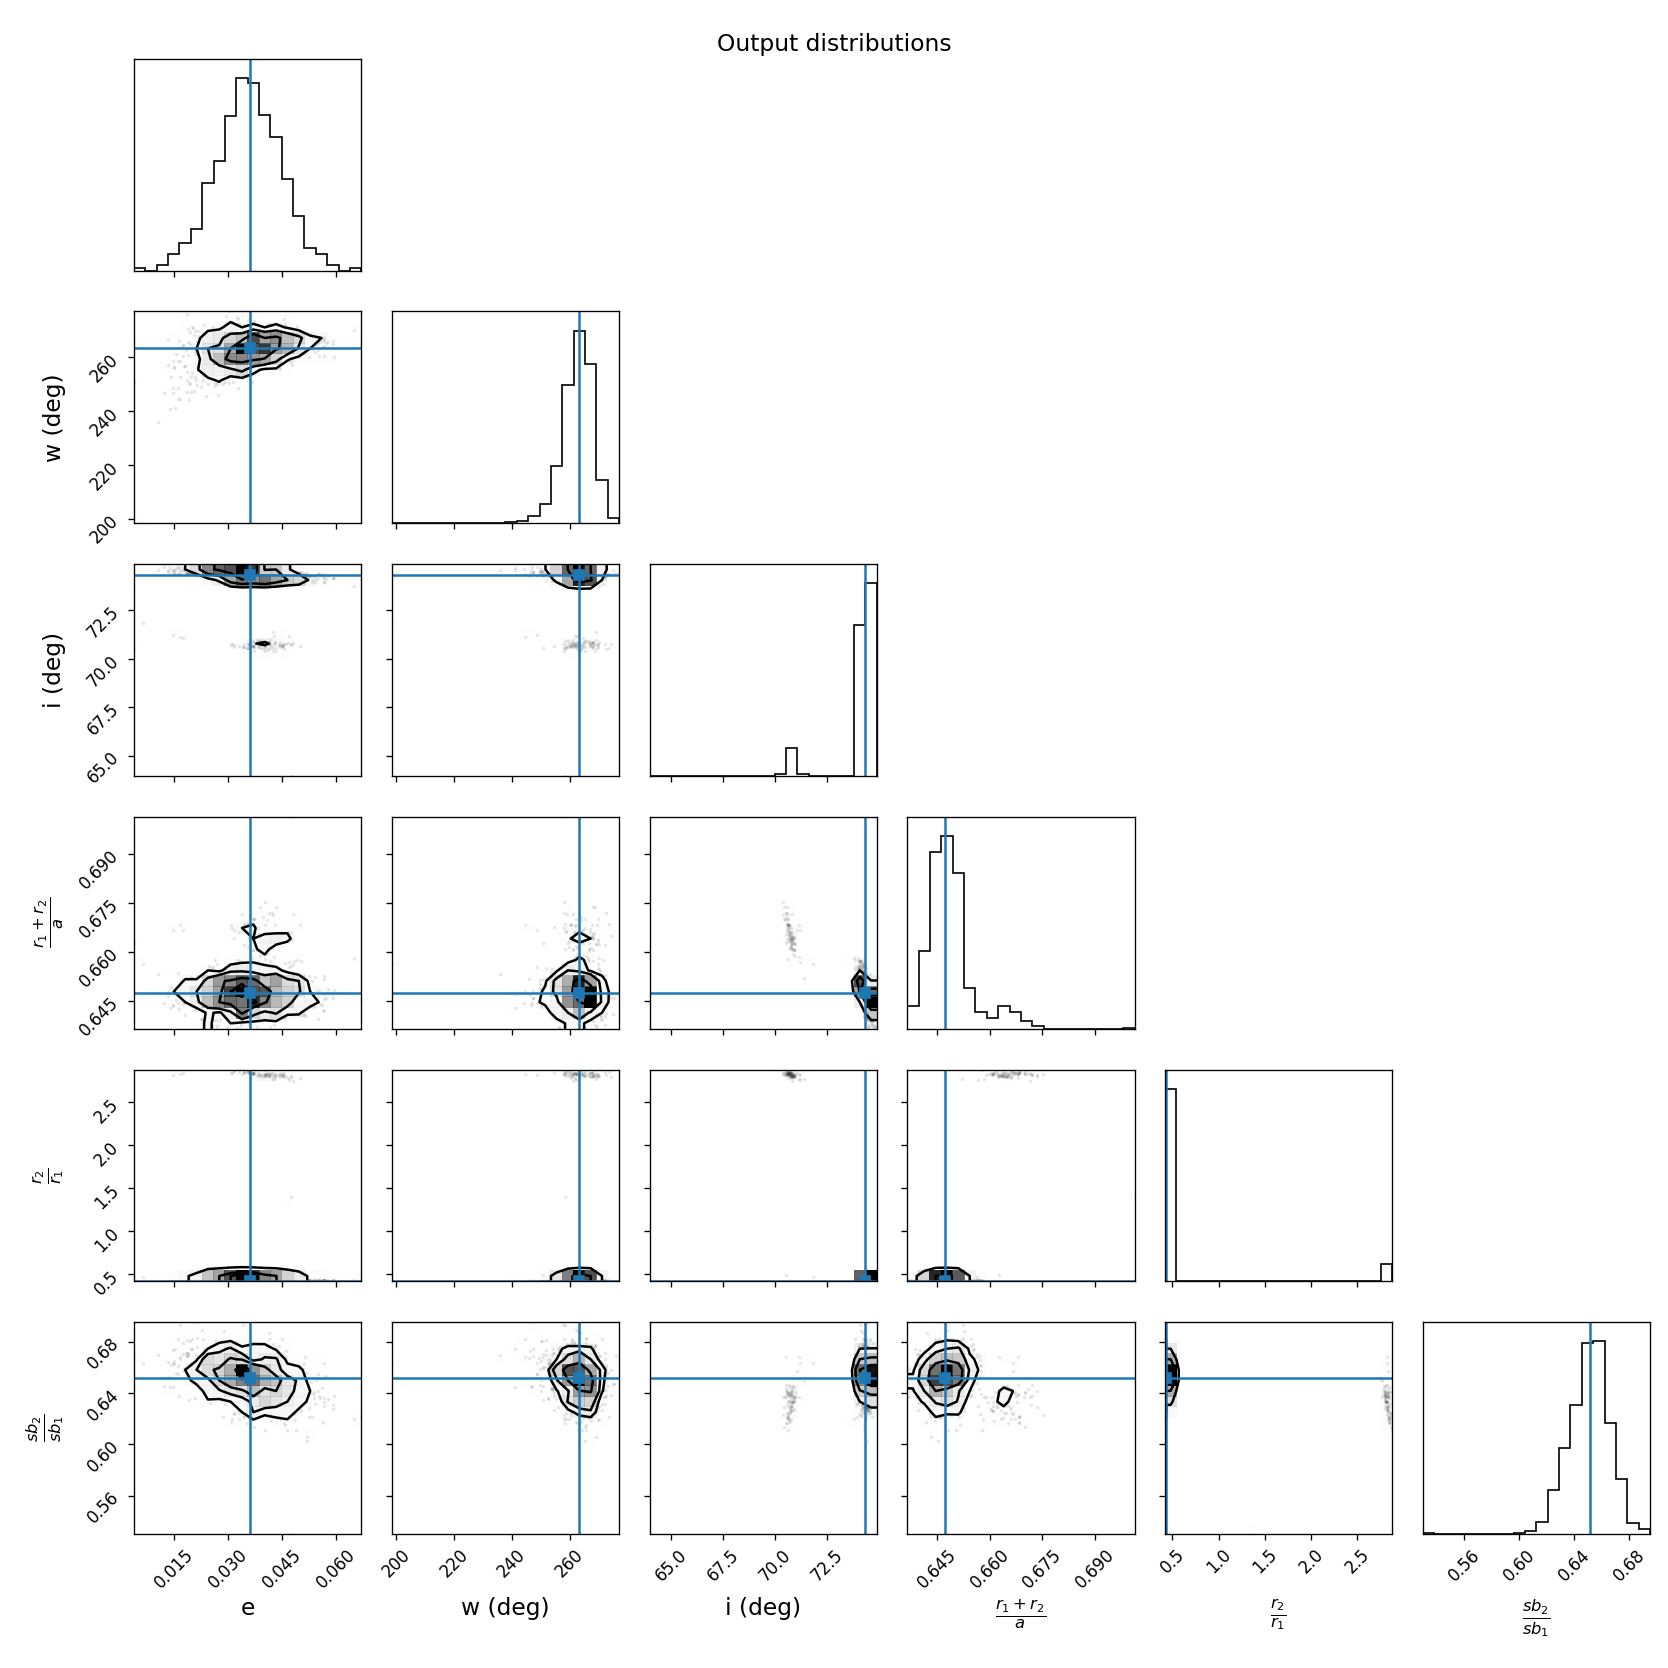 Output distributions
w (deg)
260
240
220
200
i (deg)
72.5
70.0
67.5
65.0
r₁ + r₂
a
0.690
0.675
0.660
0.645
r₂
r₁
2.5
2.0
1.5
1.0
0.5
sb₂
sb₁
0.68
0.64
0.60
0.56
0.015 0.030 0.045 0.060 200 220 240 260 65.0 67.5 70.0 72.5 0.645 0.660 0.675 0.690 0.5 1.0 1.5 2.0 2.5 0.56 0.60 0.64 0.68
e w (deg) i (deg) r₁ + r₂ r₂ sb₂
a r₁ sb₁